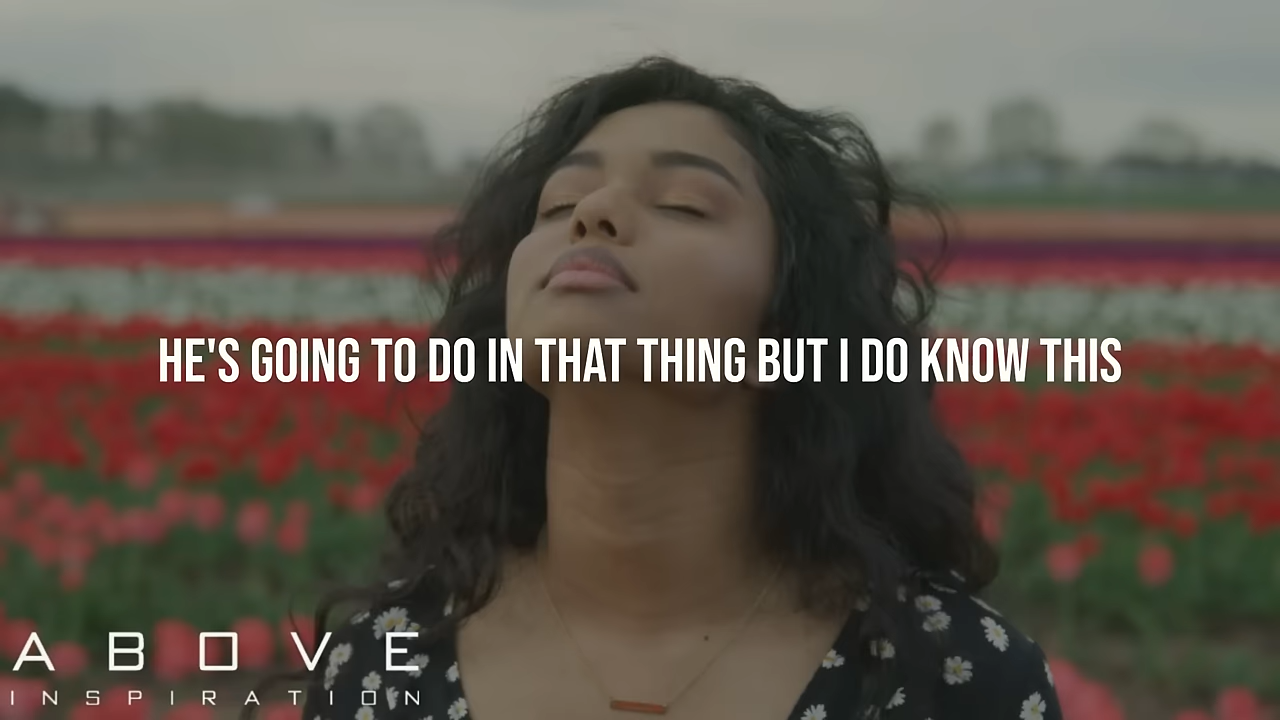 HE'S GOING TO DO IN THAT THING BUT I DO KNOW THIS
ABOVE
INSPIRATION